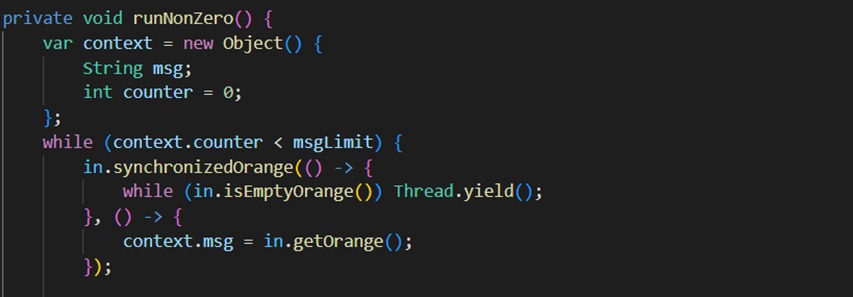 private void runNonZero() {
    var context = new Object() {
        String msg;
        int counter = 0;
    };
    while (context.counter < msgLimit) {
        in.synchronizedOrange(() -> {
            while (in.isEmptyOrange()) Thread.yield();
        }, () -> {
            context.msg = in.getOrange();
        });